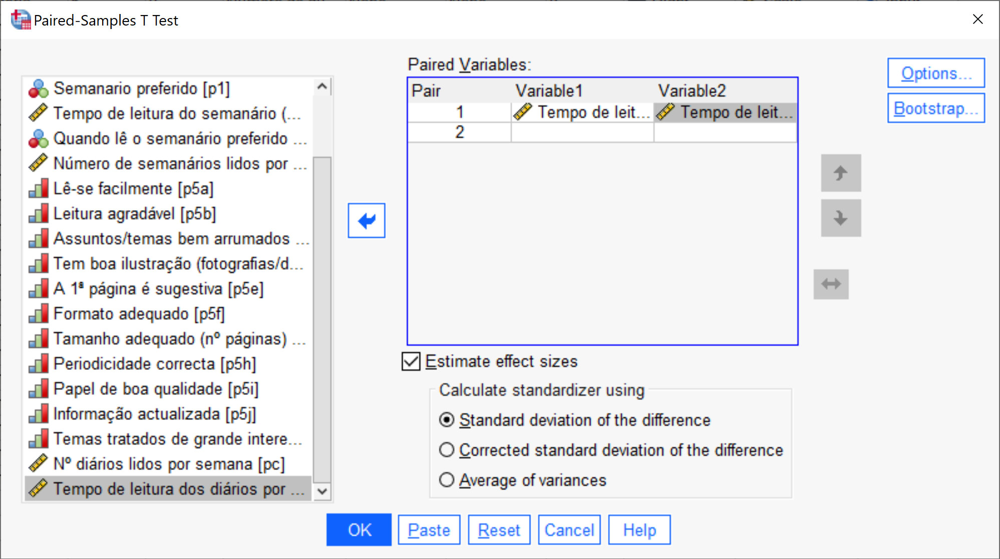 Paired-Samples T Test
Semanario preferido [p1]
Tempo de leitura do semanário (...
Quando lê o semanário preferido ...
Número de semanários lidos por ...
Lê-se facilmente [p5a]
Leitura agradável [p5b]
Assuntos/temas bem arrumados ...
Tem boa ilustração (fotografias/d...
A 1ª página é sugestiva [p5e]
Formato adequado [p5f]
Tamanho adequado (nº páginas) ...
Periodicidade correcta [p5h]
Papel de boa qualidade [p5i]
Informação actualizada [p5j]
Temas tratados de grande intere...
Nº diários lidos por semana [pc]
Tempo de leitura dos diários por ...
Paired Variables:
Pair Variable1 Variable2
1 Tempo de leit... Tempo de leit...
2
Estimate effect sizes
Calculate standardizer using
Standard deviation of the difference
Corrected standard deviation of the difference
Average of variances
Options...
Bootstrap...
OK Paste Reset Cancel Help